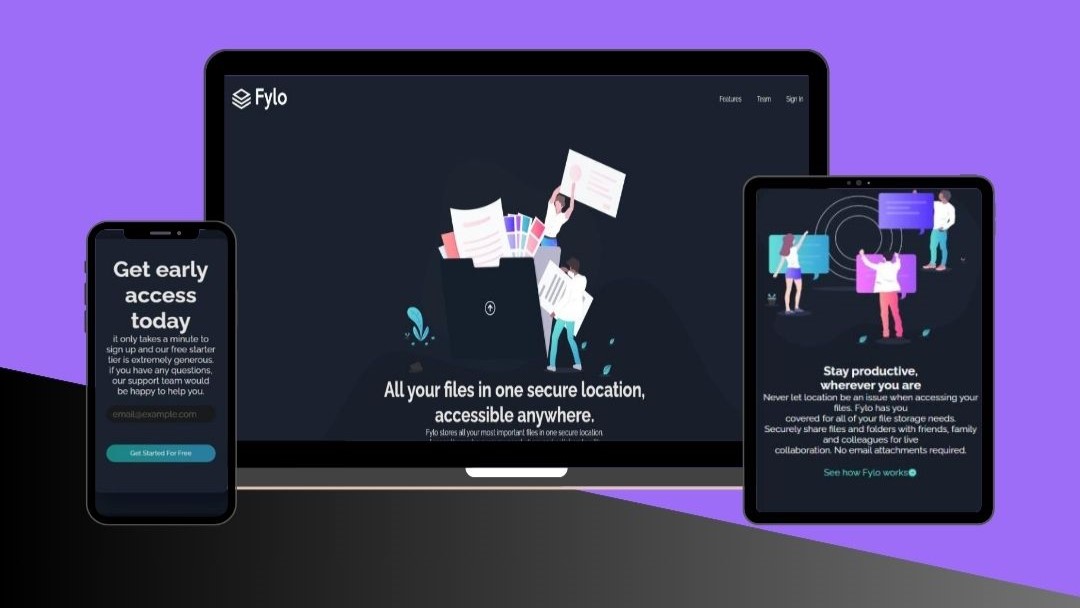 Fylo
Features
Team
Sign In
All your files in one secure location,
accessible anywhere.
Fylo stores all your most important files in one secure location.
Get early
access
today
it only takes a minute to
sign up and our free starter
tier is extremely generous.
if you have any questions,
our support team would
be happy to help you.
email@example.com
Get Started For Free
Stay productive,
wherever you are
Never let location be an issue when accessing your
files. Fylo has you
covered for all of your file storage needs.
Securely share files and folders with friends, family
and colleagues for live
collaboration. No email attachments required.
See how Fylo works